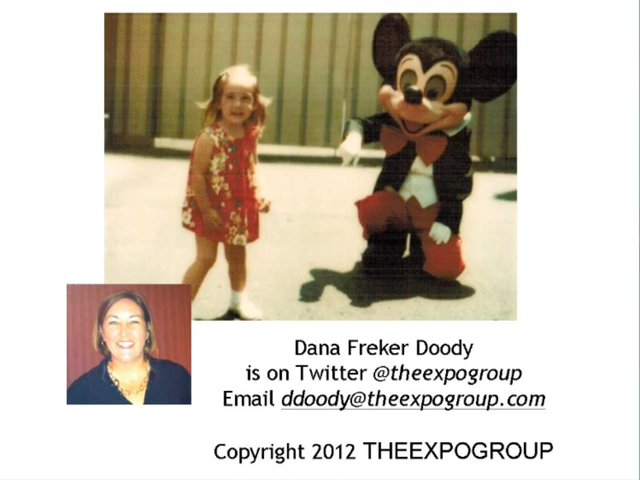 Dana Freker Doody
is on Twitter @theexpogroup
Email ddoody@theexpogroup.com
Copyright 2012 THEEXPOGROUP